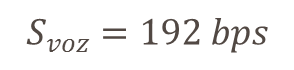 S_voz = 192 bps